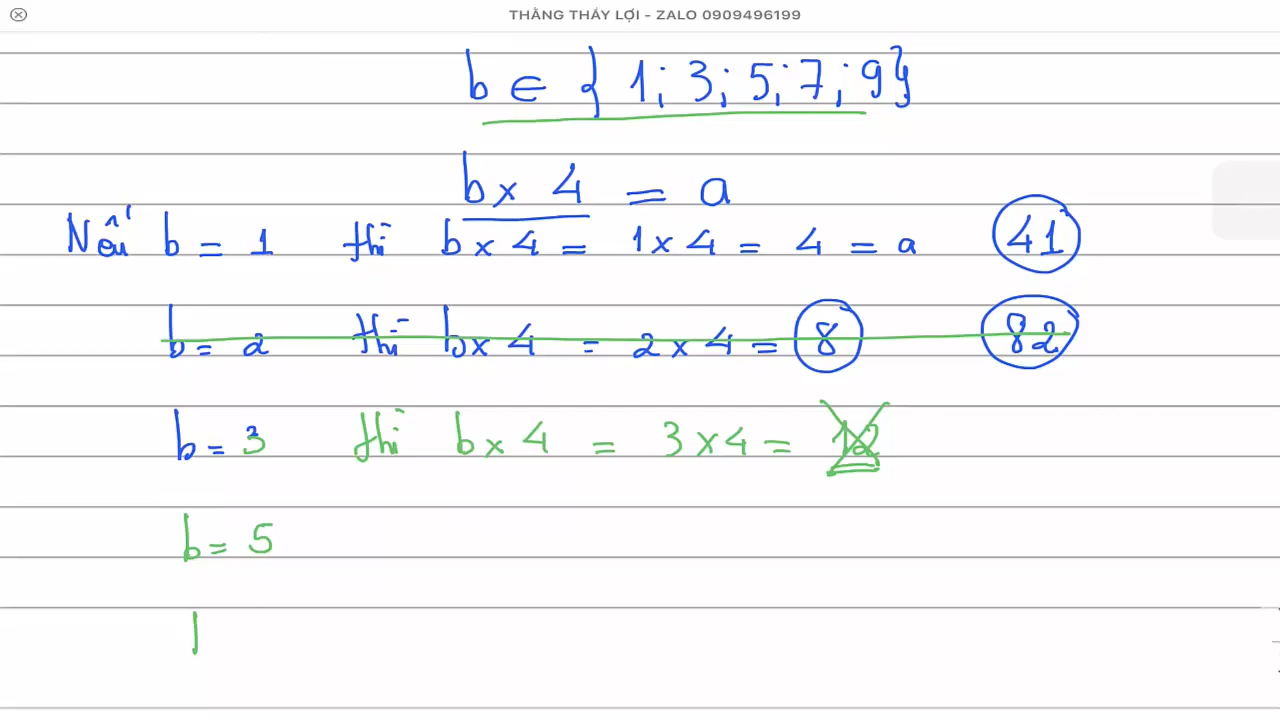 THẰNG THẦY LỢI - ZALO 0909496199
b ∈ { 1; 3; 5; 7; 9}
b x 4 = a
Nếu b = 1 thì b x 4 = 1 x 4 = 4 = a 41
b = 2 thì b x 4 = 2 x 4 = 8 82
b = 3 thì b x 4 = 3 x 4 = 12
b = 5